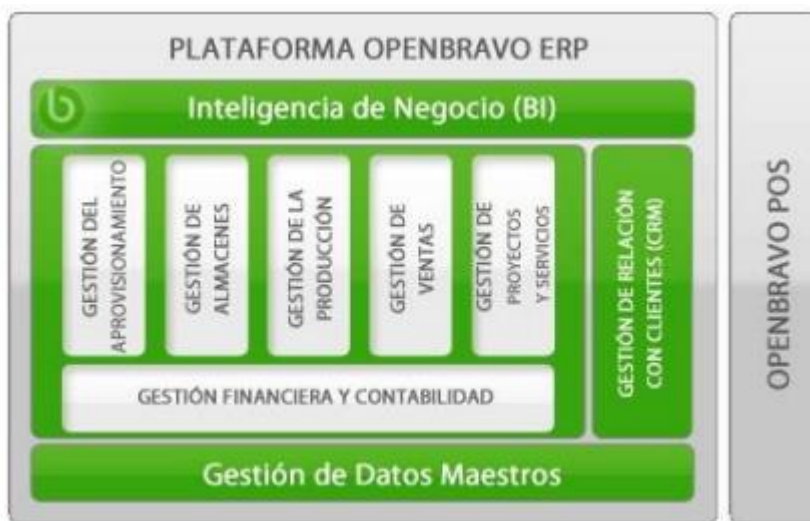 PLATAFORMA OPENBRAVO ERP
b
Inteligencia de Negocio (BI)
GESTIÓN DEL
APROVISIONAMIENTO
GESTIÓN DE
ALMACENES
GESTIÓN DE LA
PRODUCCIÓN
GESTIÓN DE
VENTAS
GESTIÓN DE
PROYECTOS
Y SERVICIOS
GESTIÓN FINANCIERA Y CONTABILIDAD
GESTIÓN DE RELACIÓN
CON CLIENTES (CRM)
Gestión de Datos Maestros
OPENBRAVO POS